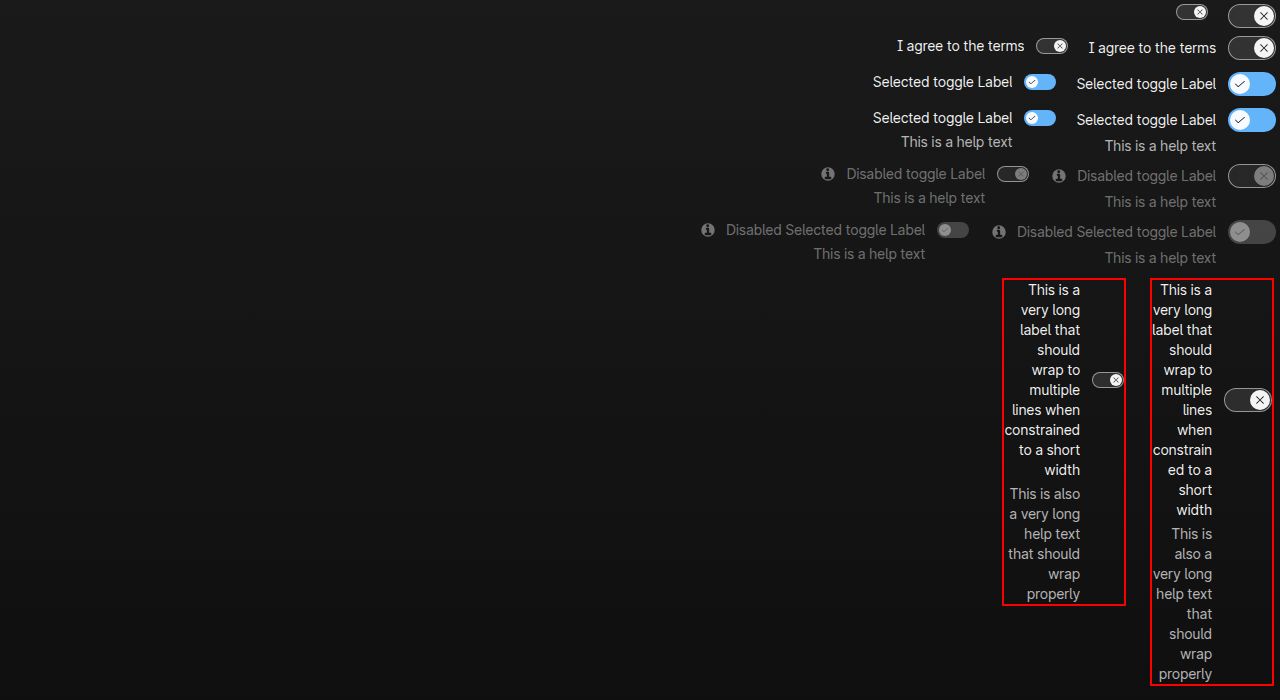 I agree to the terms
I agree to the terms
Selected toggle Label
Selected toggle Label
Selected toggle Label
Selected toggle Label
This is a help text
This is a help text
Disabled toggle Label
Disabled toggle Label
This is a help text
This is a help text
Disabled Selected toggle Label
Disabled Selected toggle Label
This is a help text
This is a help text
This is a
very long
label that
should
wrap to
multiple
lines when
constrained
to a short
width
This is also
a very long
help text
that should
wrap
properly
This is a
very long
label that
should
wrap to
multiple
lines
when
constrain
ed to a
short
width
This is
also a
very long
help text
that
should
wrap
properly